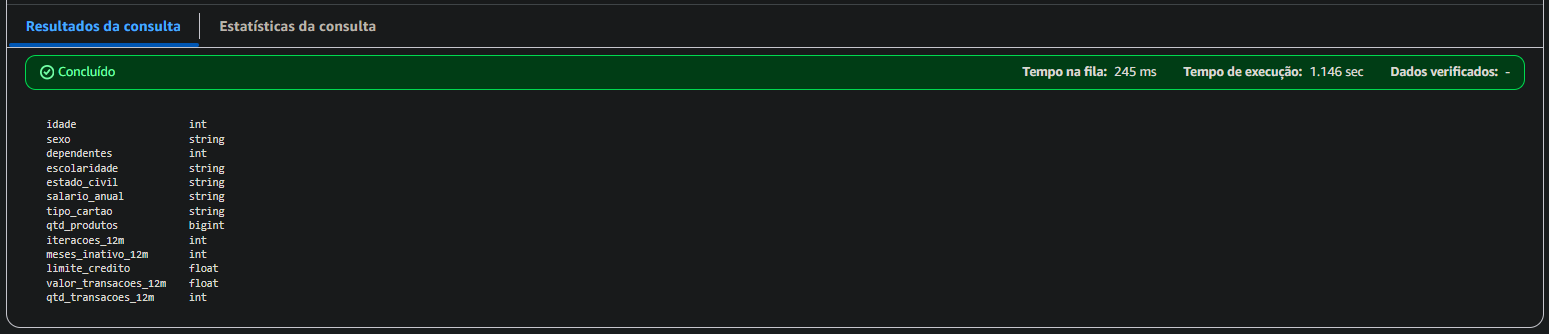 Resultados da consulta Estatísticas da consulta
Concluído Tempo na fila: 245 ms Tempo de execução: 1.146 sec Dados verificados: -
idade int
sexo string
dependentes int
escolaridade string
estado_civil string
salario_anual string
tipo_cartao string
qtd_produtos bigint
iteracoes_12m int
meses_inativo_12m int
limite_credito float
valor_transacoes_12m float
qtd_transacoes_12m int